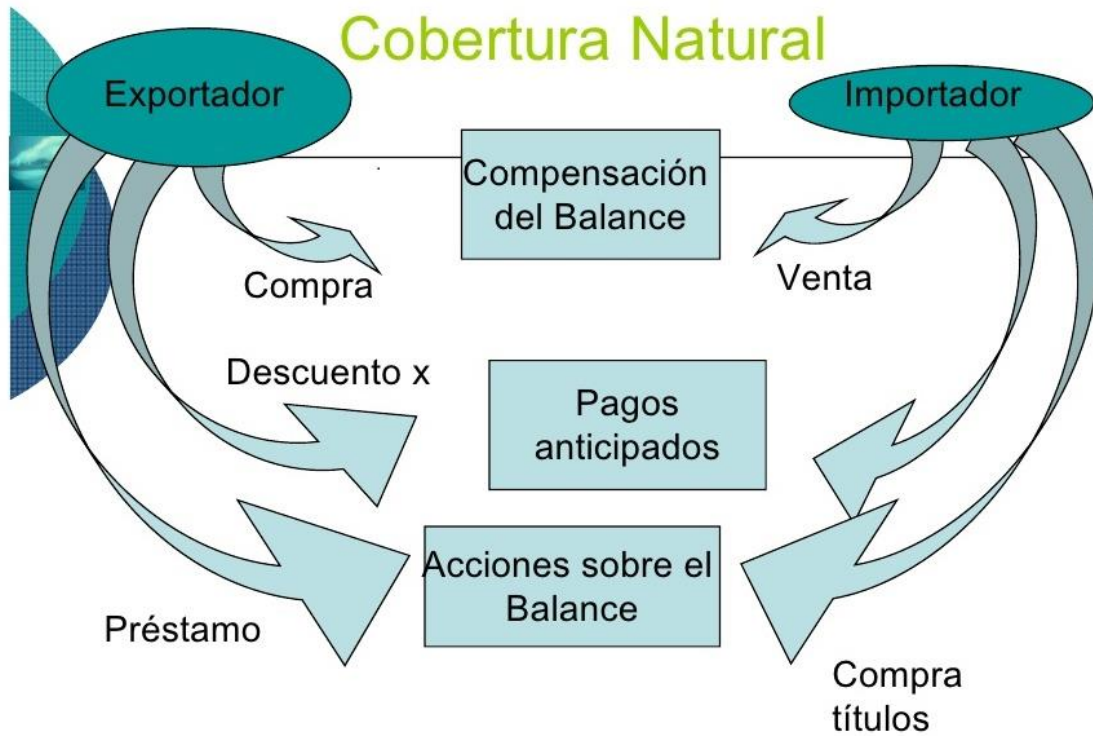 Cobertura Natural
Exportador
Importador
Compensación
del Balance
Compra
Venta
Descuento x
Pagos
anticipados
Acciones sobre el
Balance
Préstamo
Compra
títulos